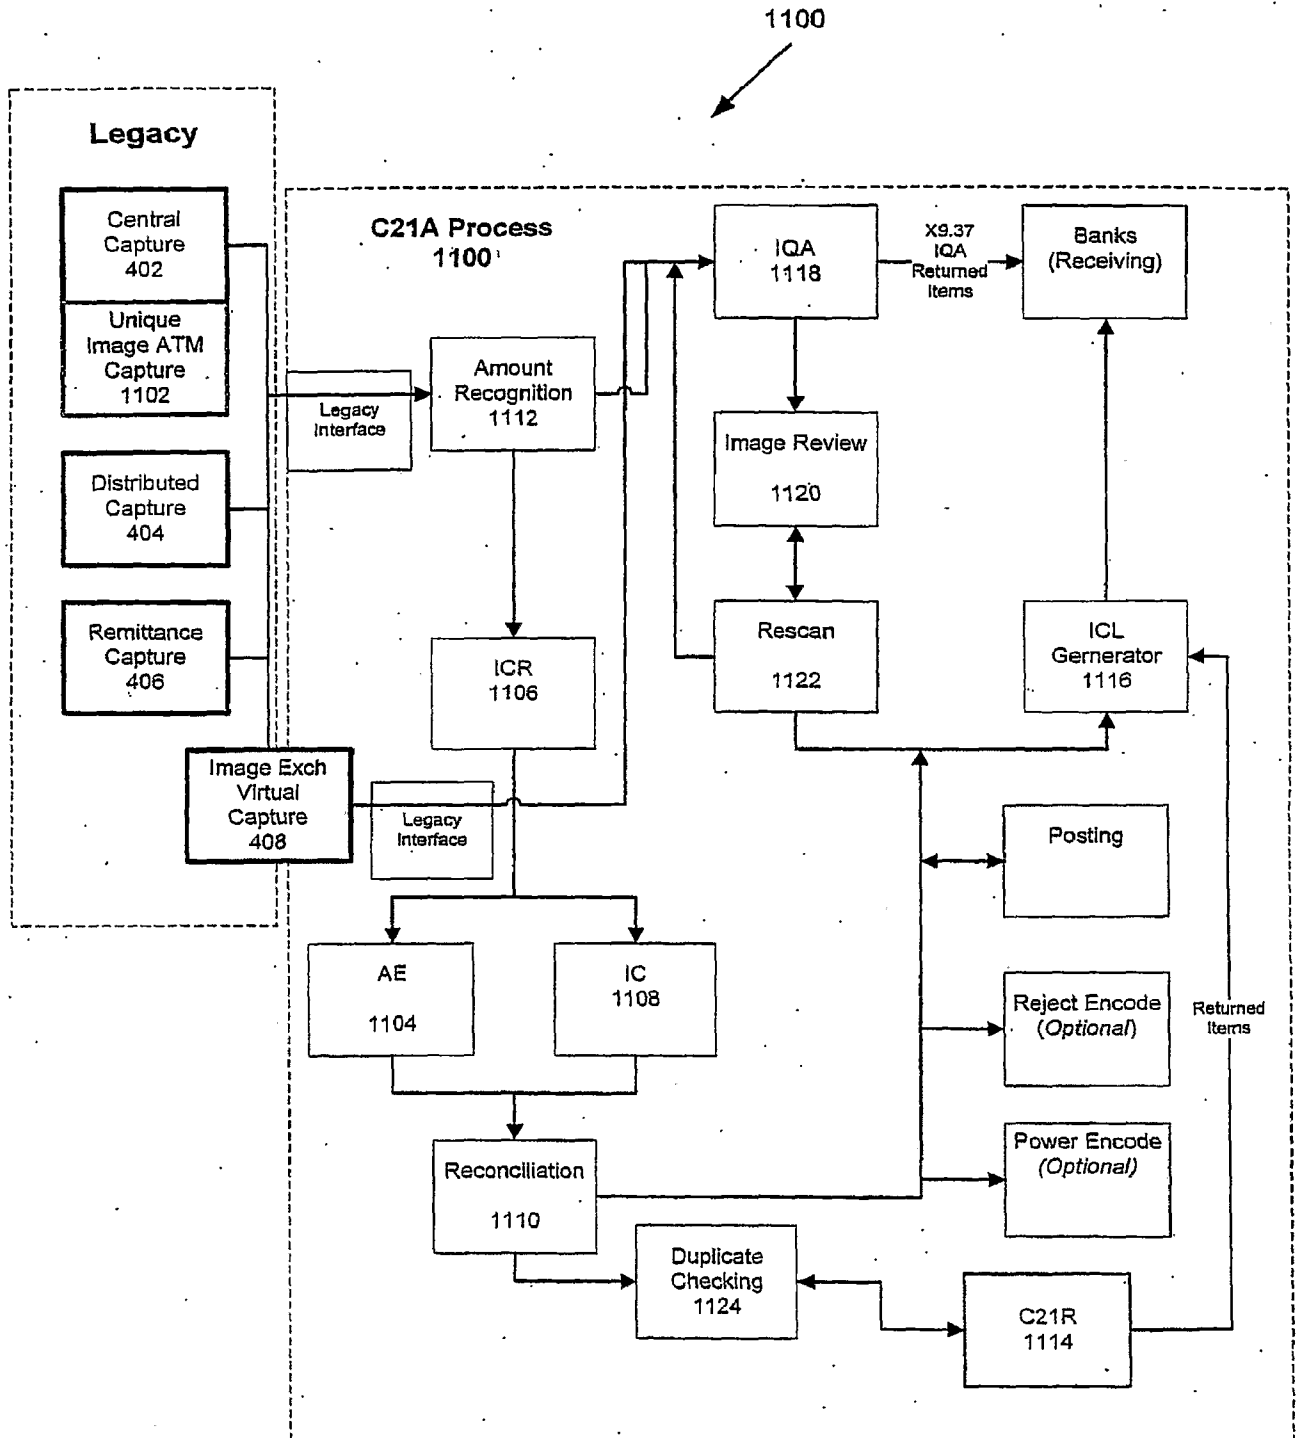 1100
Legacy
Central
Capture
402
Unique
Image ATM
Capture
1102
Distributed
Capture
404
Remittance
Capture
406
Image Exch
Virtual
Capture
408
C21A Process
1100
Legacy
Interface
Amount
Recognition
1112
ICR
1106
Legacy
Interface
AE
1104
IC
1108
Reconciliation
1110
IQA
1118
X9.37
IQA
Returned
Items
Banks
(Receiving)
Image Review
1120
Rescan
1122
ICL
Gernerator
1116
Posting
Reject Encode
(Optional)
Returned
Items
Power Encode
(Optional)
Duplicate
Checking
1124
C21R
1114